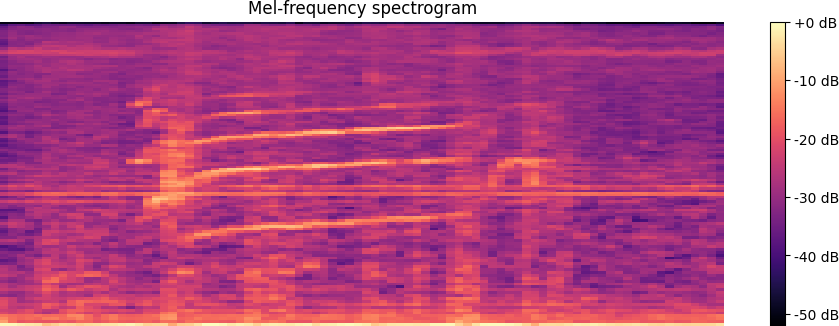 Mel-frequency spectrogram
+0 dB
-10 dB
-20 dB
-30 dB
-40 dB
-50 dB